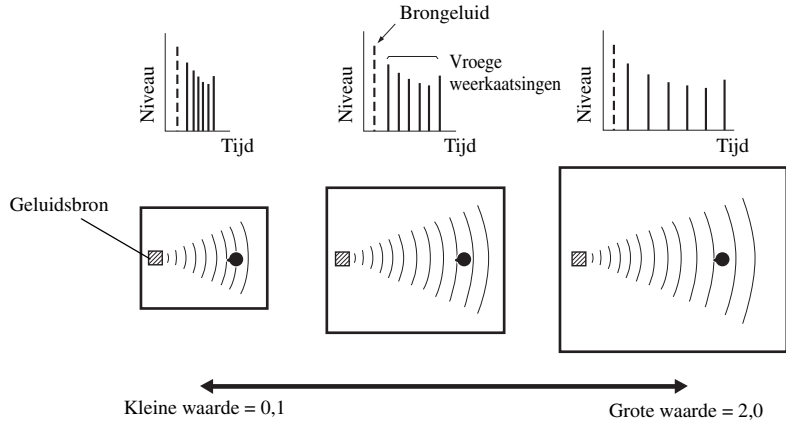 Brongeluid
Vroege
weerkaatsingen
Niveau
Tijd
Niveau
Tijd
Niveau
Tijd
Geluidsbron
Kleine waarde = 0,1
Grote waarde = 2,0